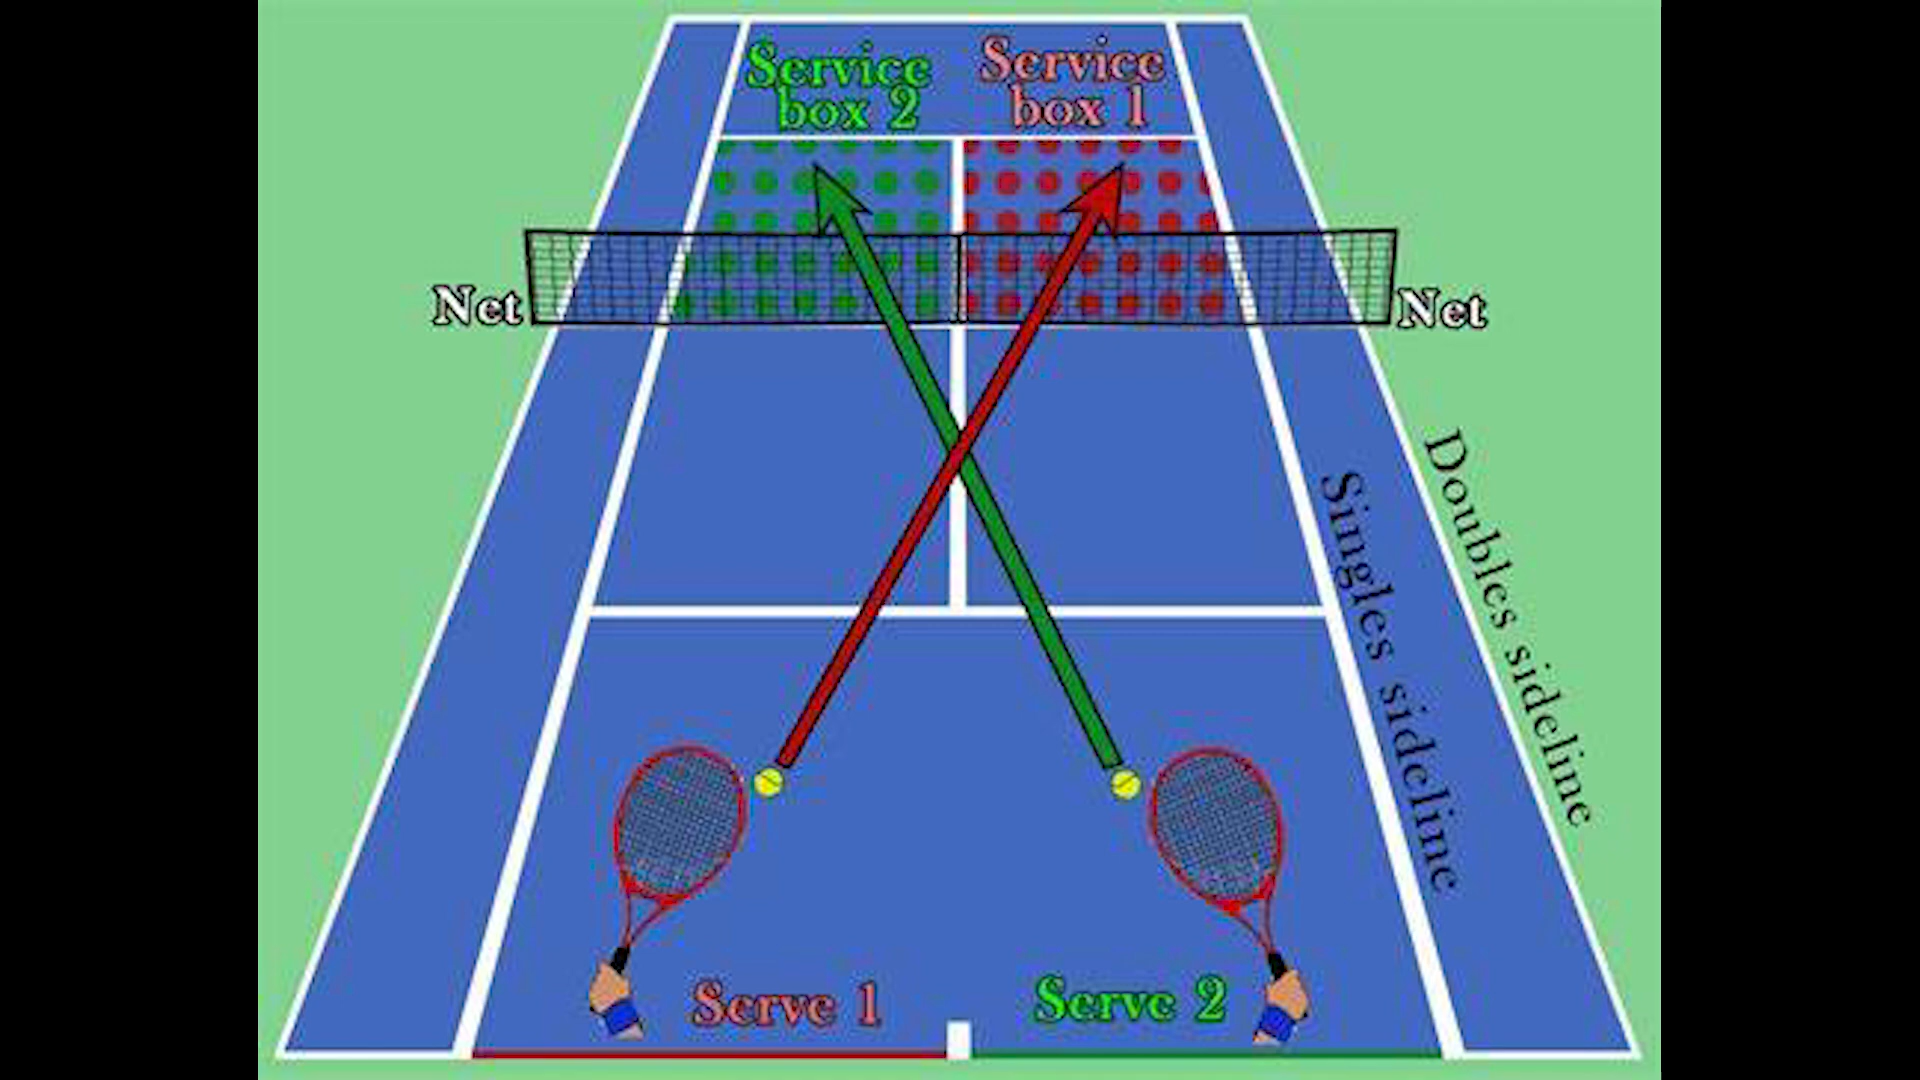 Service
box 2
Service
box 1
Net
Net
Doubles sideline
Singles sideline
Serve 1
Serve 2